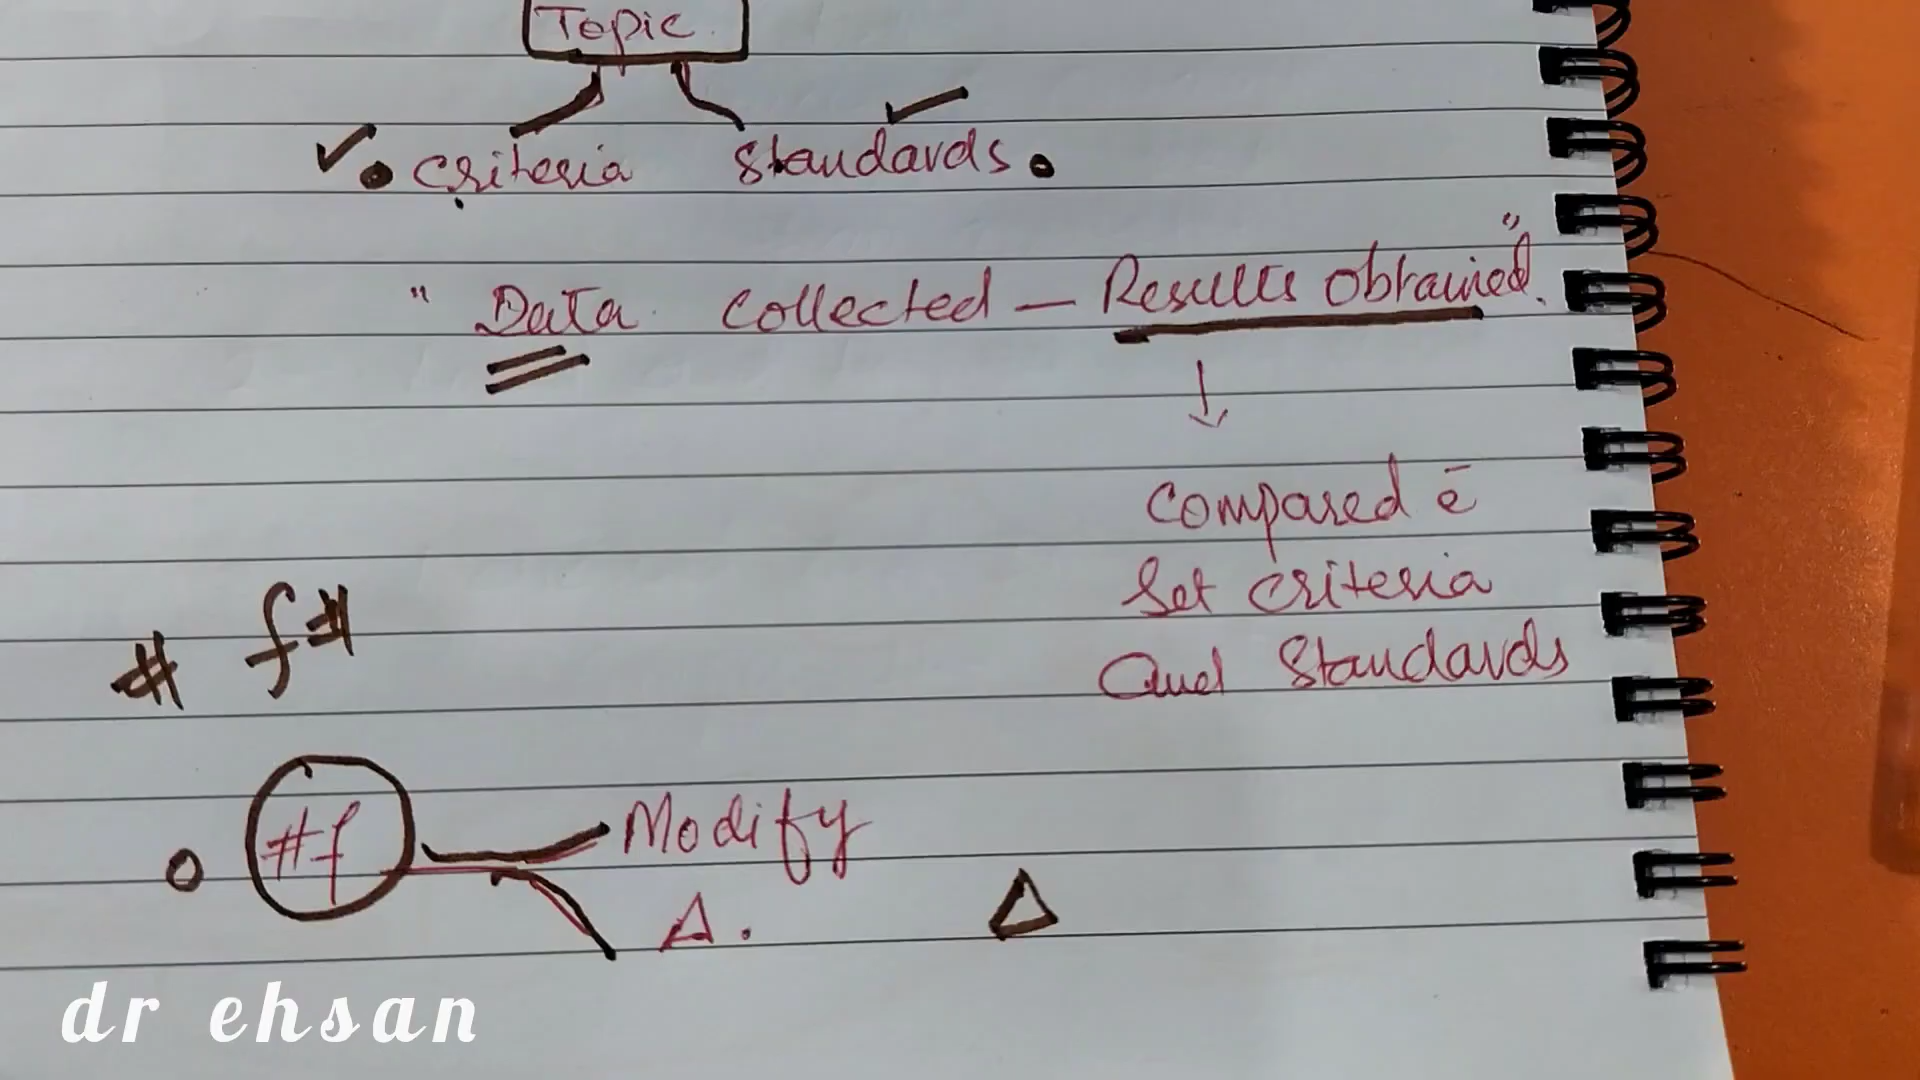 Topic.
criteria standards.
" Data. Collected — Results obtained."
↓
Compared c̄
Set criteria
and Standards
# f#
#f Modify
Δ. Δ
dr ehsan